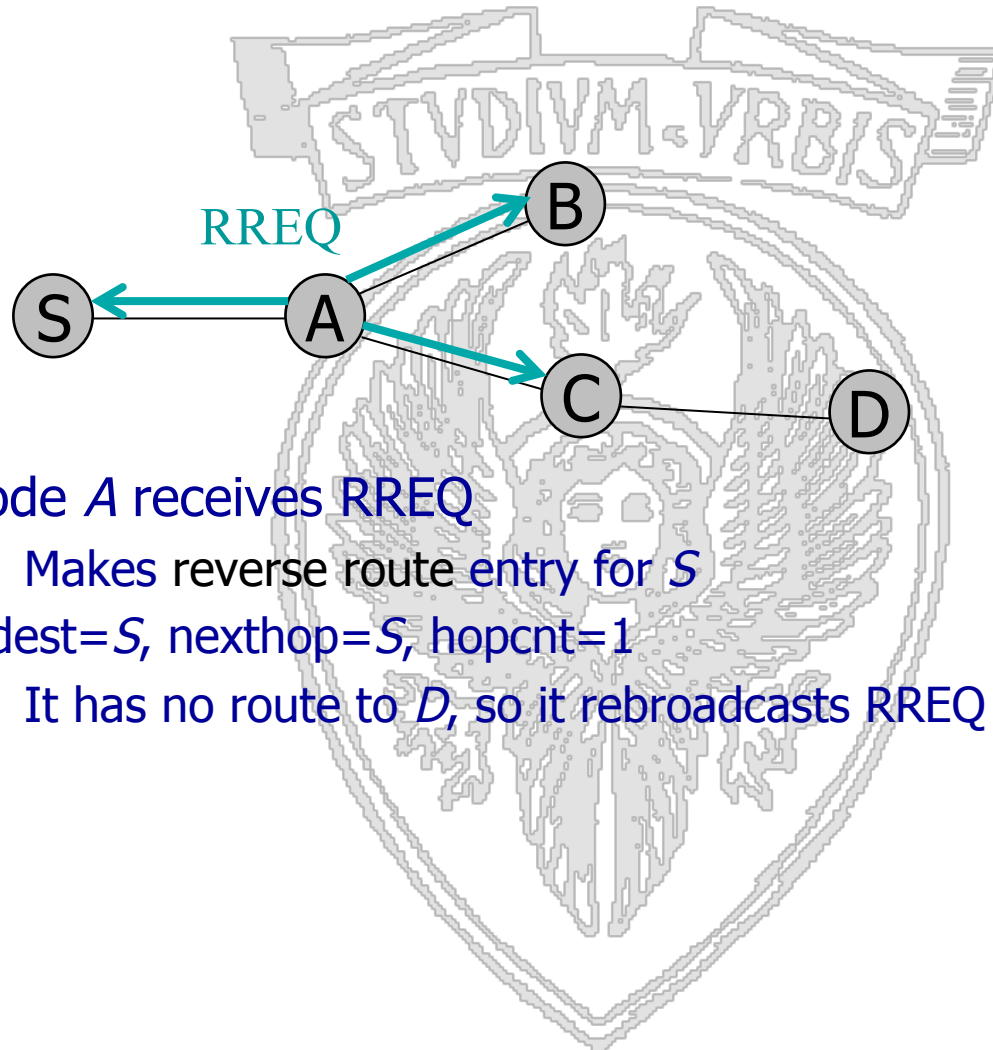 STVDIVM VRBIS
B
RREQ
S
A
C
D
ode A receives RREQ
Makes reverse route entry for S
dest=S, nexthop=S, hopcnt=1
It has no route to D, so it rebroadcasts RREQ